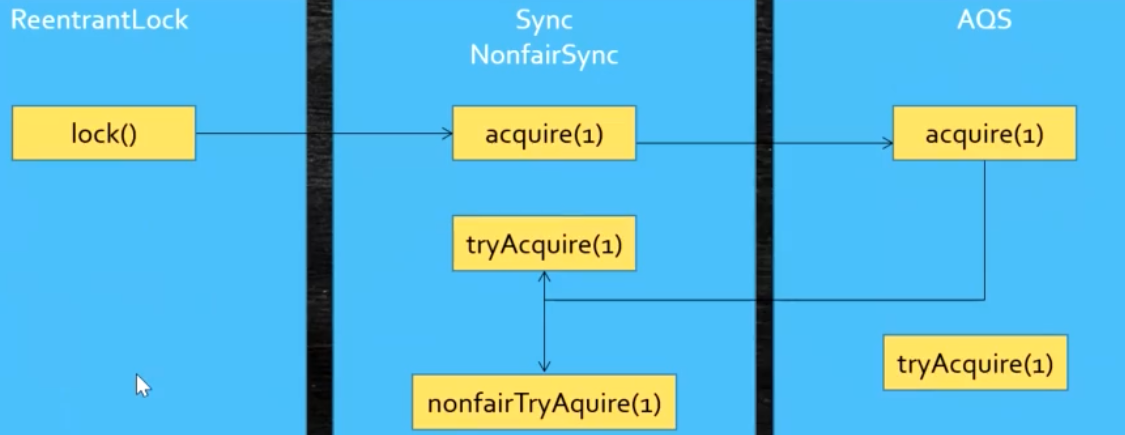 ReentrantLock
Sync
NonfairSync
AQS
lock()
acquire(1)
acquire(1)
tryAcquire(1)
tryAcquire(1)
nonfairTryAquire(1)